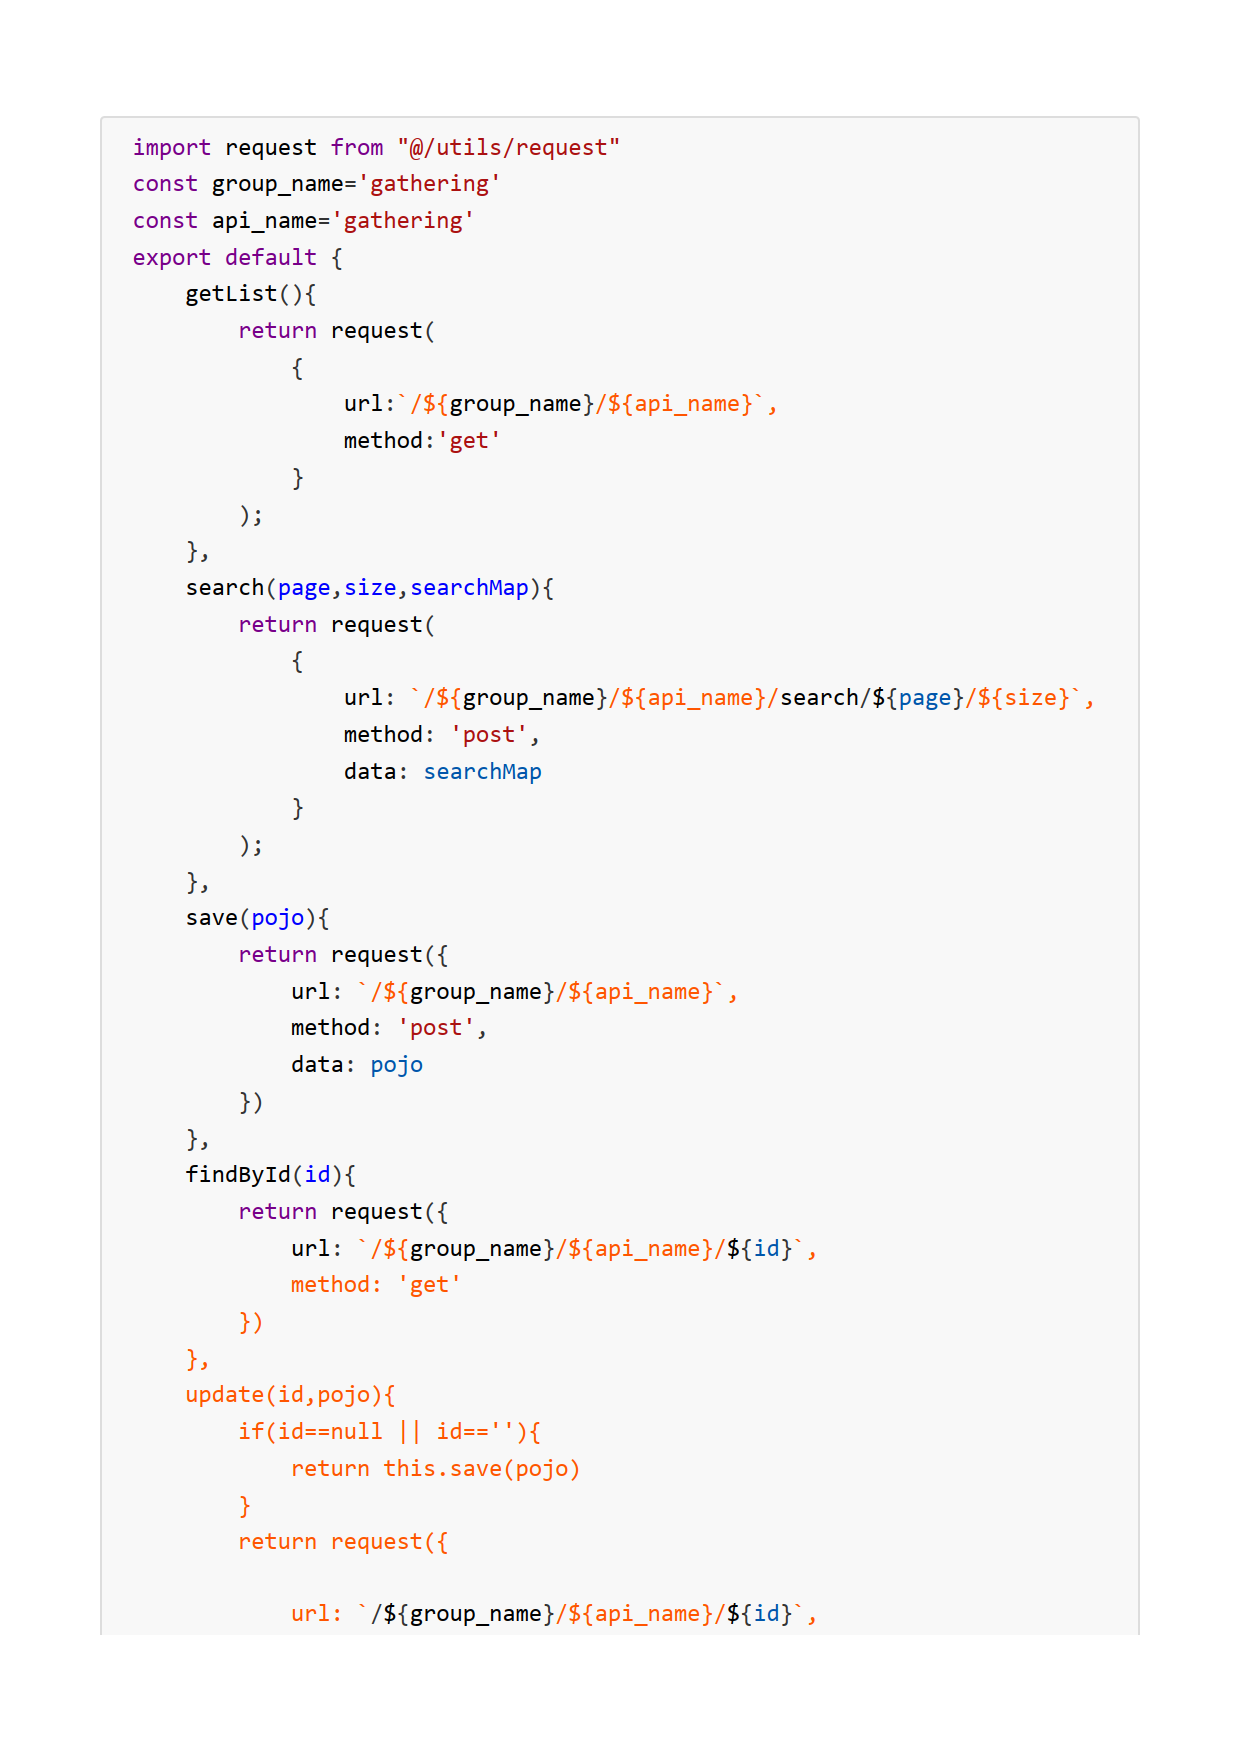 import request from "@/utils/request"
const group_name='gathering'
const api_name='gathering'
export default {
    getList(){
        return request(
            {
                url:`/${group_name}/${api_name}`,
                method:'get'
            }
        );
    },
    search(page,size,searchMap){
        return request(
            {
                url: `/${group_name}/${api_name}/search/${page}/${size}`,
                method: 'post',
                data: searchMap
            }
        );
    },
    save(pojo){
        return request({
            url: `/${group_name}/${api_name}`,
            method: 'post',
            data: pojo
        })
    },
    findById(id){
        return request({
            url: `/${group_name}/${api_name}/${id}`,
            method: 'get'
        })
    },
    update(id,pojo){
        if(id==null || id==''){
            return this.save(pojo)
        }
        return request({

            url: `/${group_name}/${api_name}/${id}`,